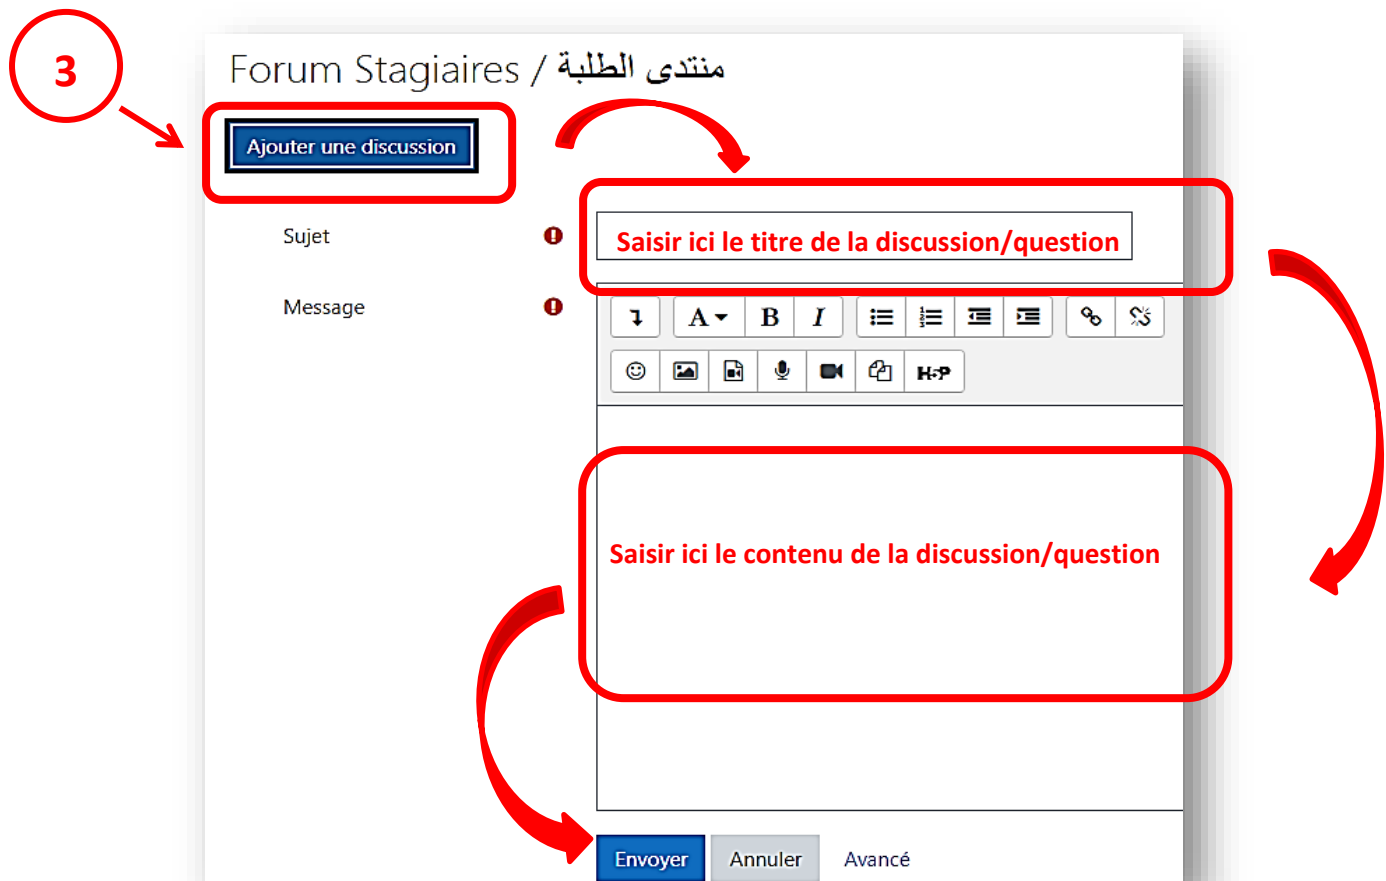 3
Forum Stagiaires / منتدى الطلبة
Ajouter une discussion
Sujet
Saisir ici le titre de la discussion/question
Message
A B I
H-P
Saisir ici le contenu de la discussion/question
Envoyer Annuler Avancé